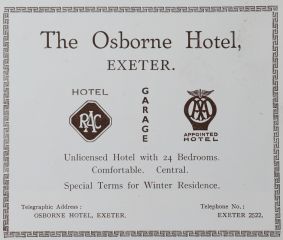 The Osborne Hotel,
EXETER.
HOTEL
RAC
GARAGE
AA
APPOINTED
HOTEL
Unlicensed Hotel with 24 Bedrooms.
Comfortable. Central.
Special Terms for Winter Residence.
Telegraphic Address :
OSBORNE HOTEL, EXETER.
Telephone No. :
EXETER 2522.